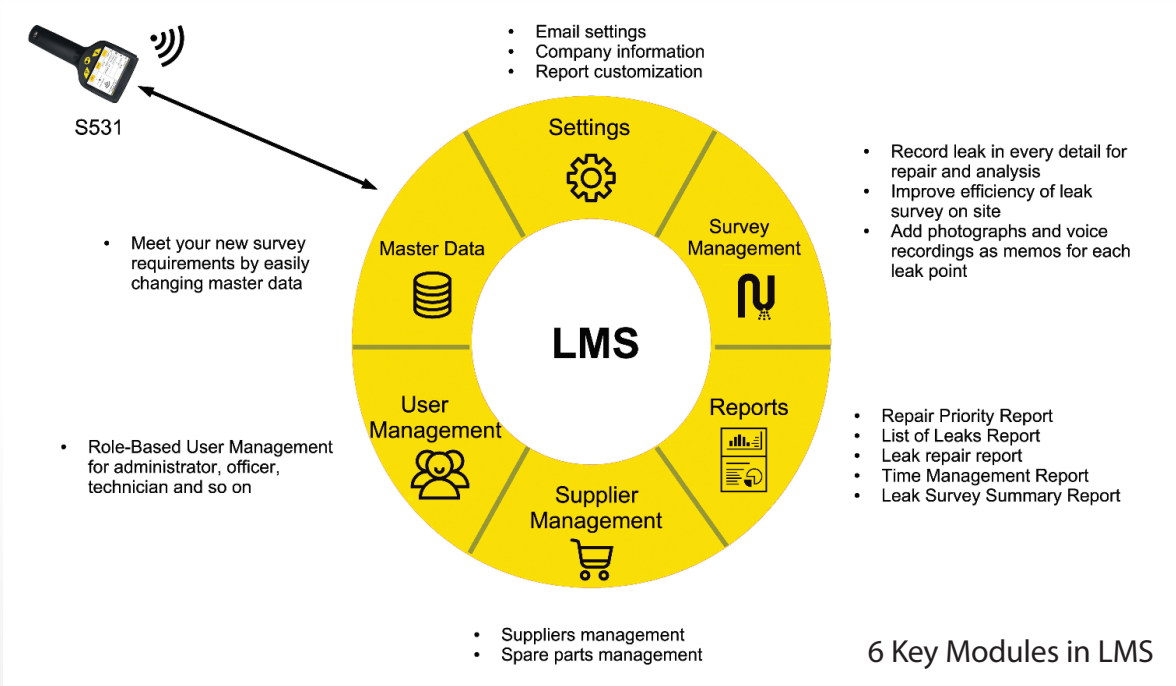 • Email settings
• Company information
• Report customization
S531
Settings
• Record leak in every detail for
repair and analysis
• Improve efficiency of leak
survey on site
• Add photographs and voice
recordings as memos for each
leak point
Survey
Management
Master Data
• Meet your new survey
requirements by easily
changing master data
LMS
User
Management
• Role-Based User Management
for administrator, officer,
technician and so on
Reports
• Repair Priority Report
• List of Leaks Report
• Leak repair report
• Time Management Report
• Leak Survey Summary Report
Supplier
Management
• Suppliers management
• Spare parts management
6 Key Modules in LMS